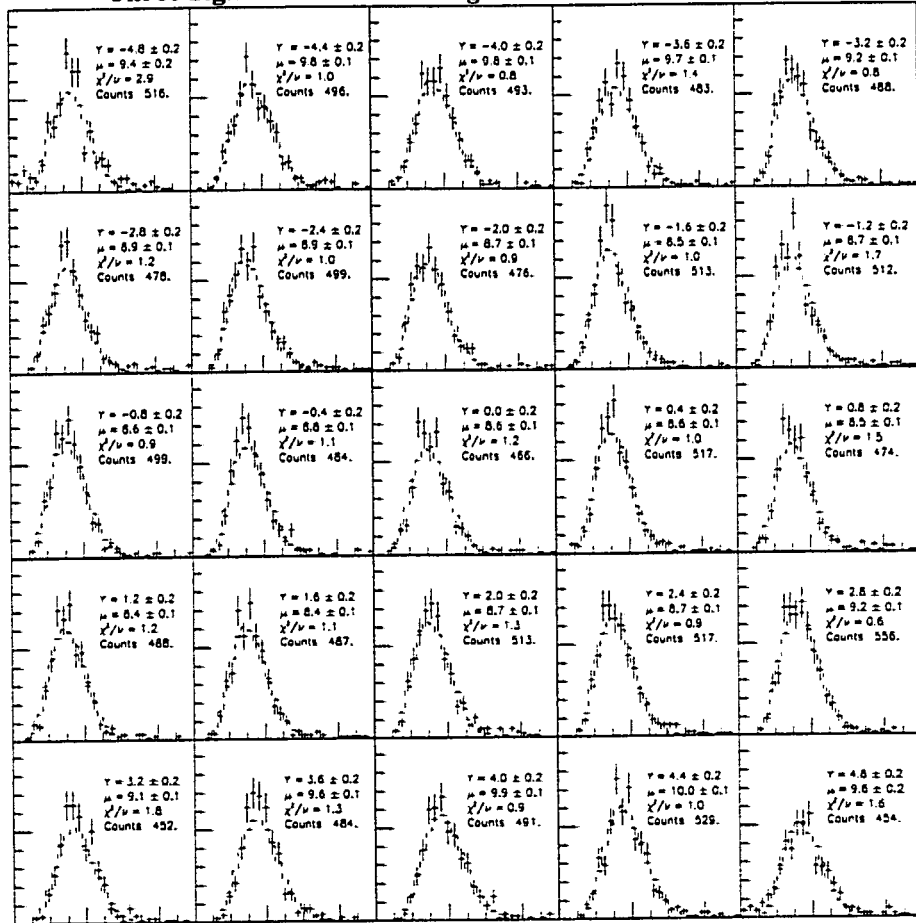 Y = -4.8 ± 0.2
μ = 9.4 ± 0.2
χ²/ν = 2.9
Counts 516.
Y = -4.4 ± 0.2
μ = 9.8 ± 0.1
χ²/ν = 1.0
Counts 496.
Y = -4.0 ± 0.2
μ = 9.8 ± 0.1
χ²/ν = 0.8
Counts 493.
Y = -3.6 ± 0.2
μ = 9.7 ± 0.1
χ²/ν = 1.4
Counts 483.
Y = -3.2 ± 0.2
μ = 9.2 ± 0.1
χ²/ν = 0.8
Counts 488.
Y = -2.8 ± 0.2
μ = 8.9 ± 0.1
χ²/ν = 1.2
Counts 478.
Y = -2.4 ± 0.2
μ = 8.9 ± 0.1
χ²/ν = 1.0
Counts 499.
Y = -2.0 ± 0.2
μ = 8.7 ± 0.1
χ²/ν = 0.9
Counts 476.
Y = -1.6 ± 0.2
μ = 8.5 ± 0.1
χ²/ν = 1.0
Counts 513.
Y = -1.2 ± 0.2
μ = 8.7 ± 0.1
χ²/ν = 1.7
Counts 512.
Y = -0.8 ± 0.2
μ = 8.6 ± 0.1
χ²/ν = 0.9
Counts 499.
Y = -0.4 ± 0.2
μ = 8.8 ± 0.1
χ²/ν = 1.1
Counts 484.
Y = 0.0 ± 0.2
μ = 8.6 ± 0.1
χ²/ν = 1.2
Counts 466.
Y = 0.4 ± 0.2
μ = 8.6 ± 0.1
χ²/ν = 1.0
Counts 517.
Y = 0.8 ± 0.2
μ = 8.5 ± 0.1
χ²/ν = 1.5
Counts 474.
Y = 1.2 ± 0.2
μ = 8.4 ± 0.1
χ²/ν = 1.2
Counts 488.
Y = 1.6 ± 0.2
μ = 8.4 ± 0.1
χ²/ν = 1.1
Counts 487.
Y = 2.0 ± 0.2
μ = 8.7 ± 0.1
χ²/ν = 1.3
Counts 513.
Y = 2.4 ± 0.2
μ = 8.7 ± 0.1
χ²/ν = 0.9
Counts 517.
Y = 2.8 ± 0.2
μ = 9.2 ± 0.1
χ²/ν = 0.6
Counts 556.
Y = 3.2 ± 0.2
μ = 9.1 ± 0.1
χ²/ν = 1.8
Counts 452.
Y = 3.6 ± 0.2
μ = 9.6 ± 0.1
χ²/ν = 1.3
Counts 484.
Y = 4.0 ± 0.2
μ = 9.9 ± 0.1
χ²/ν = 0.9
Counts 491.
Y = 4.4 ± 0.2
μ = 10.0 ± 0.1
χ²/ν = 1.0
Counts 529.
Y = 4.8 ± 0.2
μ = 9.6 ± 0.2
χ²/ν = 1.6
Counts 454.